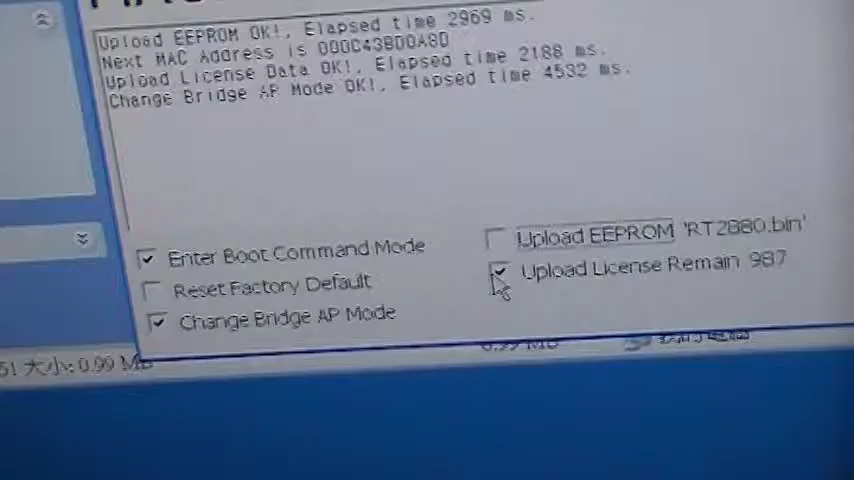 Upload EEPROM OK!, Elapsed time 2969 ms.
Next MAC Address is 000C43BD0A8D
Upload License Data OK!, Elapsed time 2188 ms.
Change Bridge AP Mode OK!, Elapsed time 4532 ms.
Enter Boot Command Mode
Upload EEPROM 'RT2880.bin'
Reset Factory Default
Upload License Remain 987
Change Bridge AP Mode
大小: 0.99 MB
0.99 MB